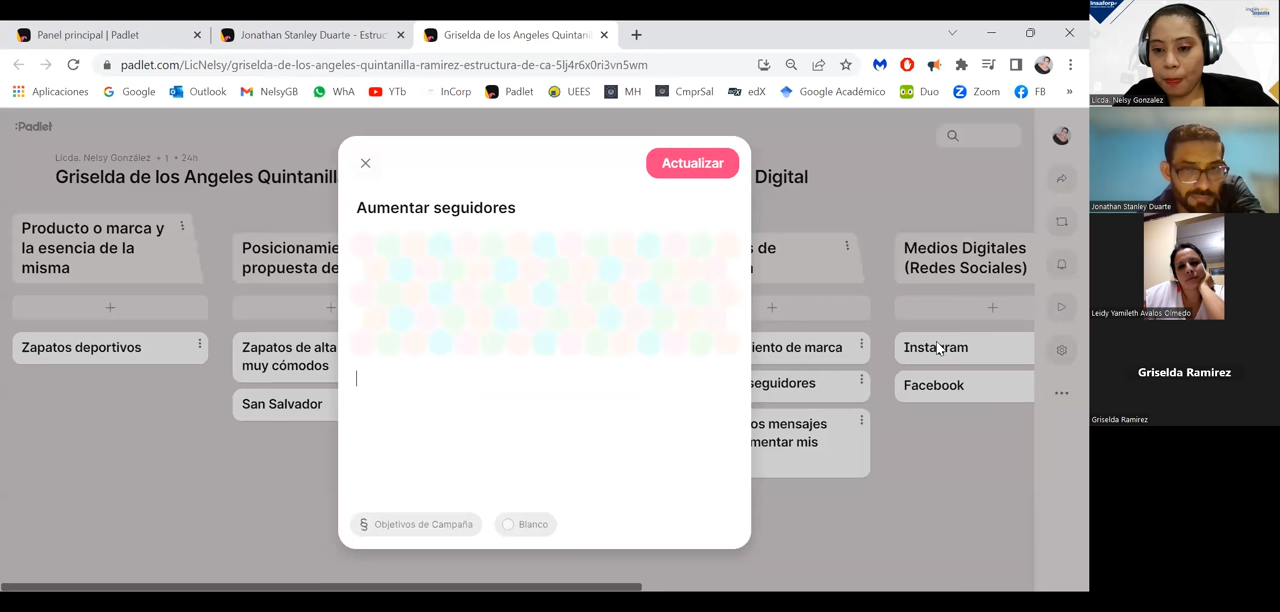 Panel principal | Padlet
Jonathan Stanley Duarte - Estruc
Griselda de los Angeles Quintanil
padlet.com/LicNelsy/griselda-de-los-angeles-quintanilla-ramirez-estructura-de-ca-5lj4r6x0ri3vn5wm
Aplicaciones
Google
Outlook
NelsyGB
WhA
YTb
InCorp
Padlet
UEES
MH
CmprSal
edX
Google Académico
Duo
Zoom
FB
»
:Padlet
Licda. Nelsy González + 1 • 24h
Griselda de los Angeles Quintanill
Digital
Producto o marca y
la esencia de la
misma
Zapatos deportivos
Posicionamie
propuesta de
Zapatos de alta
muy cómodos
San Salvador
Actualizar
Aumentar seguidores
Objetivos de Campaña
Blanco
s de
iento de marca
seguidores
os mensajes
mentar mis
Medios Digitales
(Redes Sociales)
Instagram
Facebook
Insaforp
Licda. Nelsy Gonzalez
Jonathan Stanley Duarte
Leidy Yamileth Avalos Olmedo
Griselda Ramirez
Griselda Ramirez